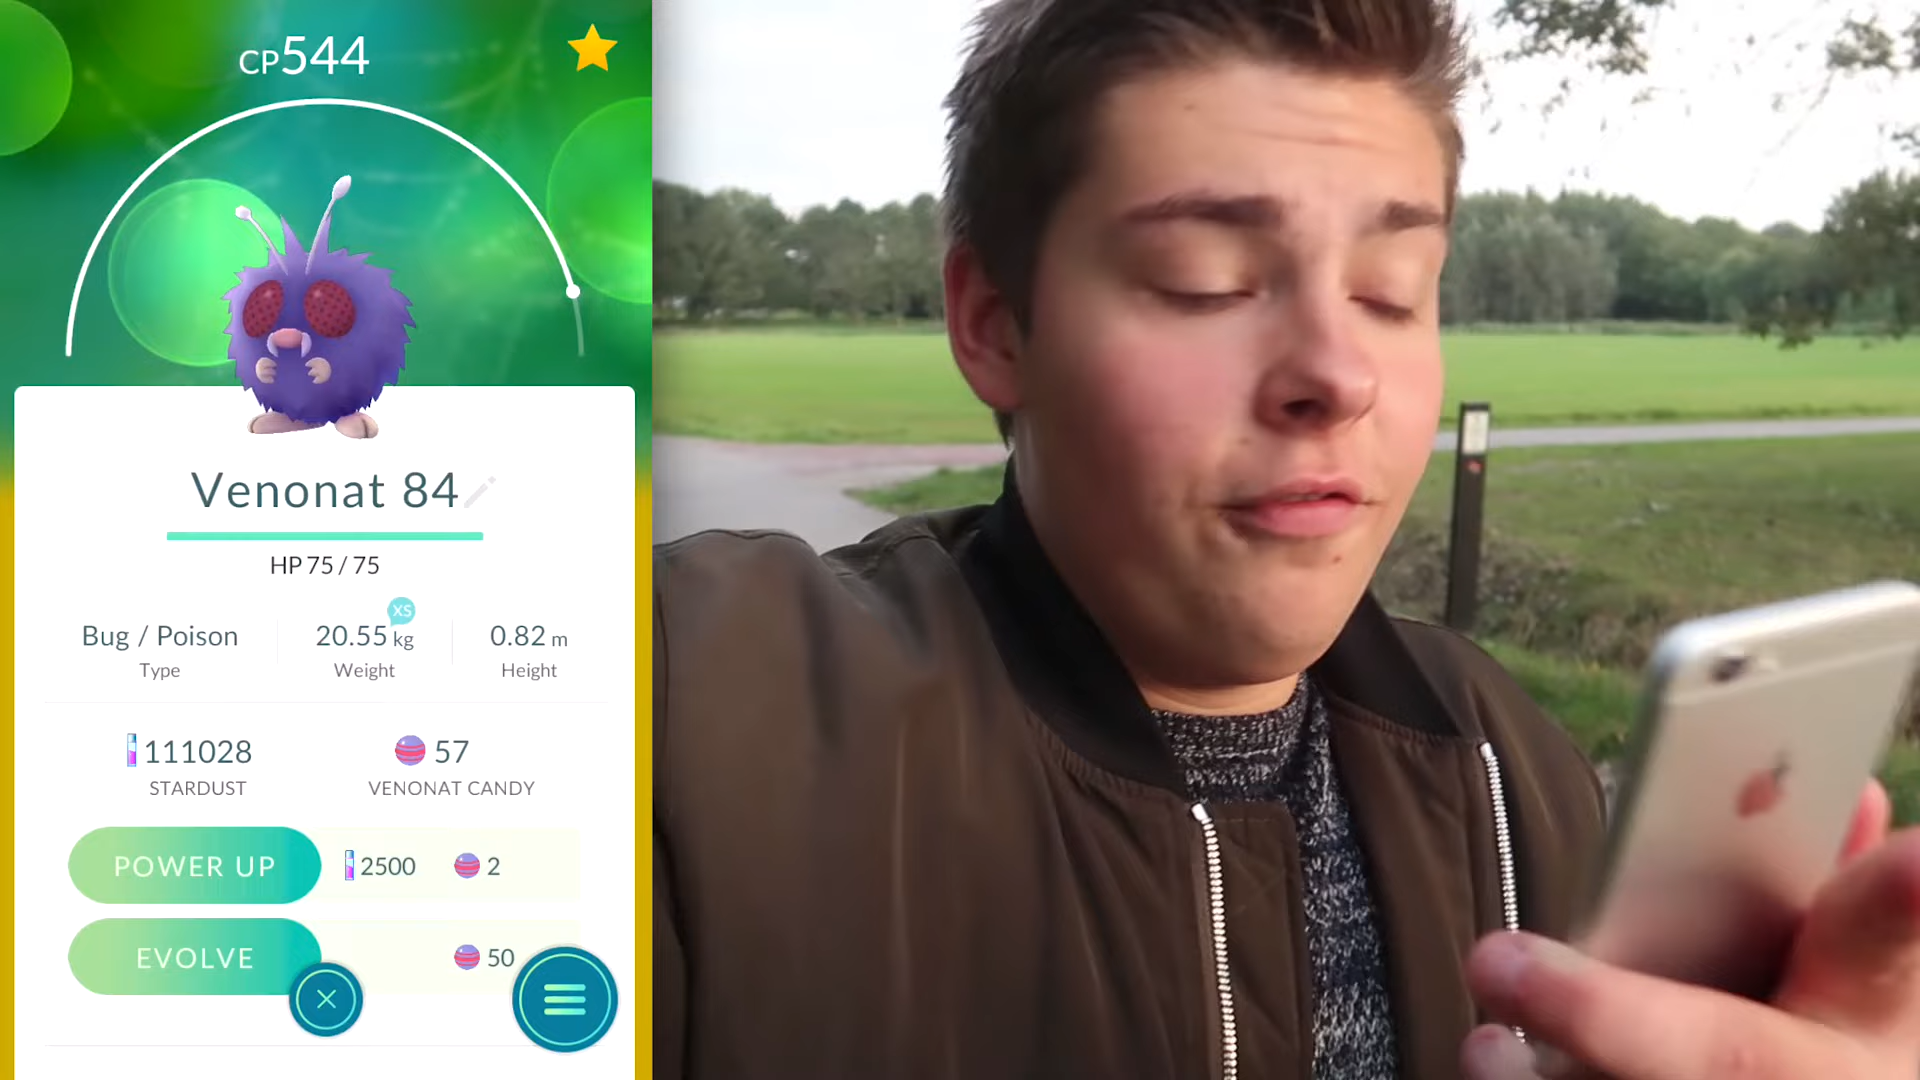 CP544
Venonat 84
HP 75 / 75
XS
Bug / Poison 20.55 kg 0.82 m
Type Weight Height
111028 57
STARDUST VENONAT CANDY
POWER UP 2500 2
EVOLVE 50